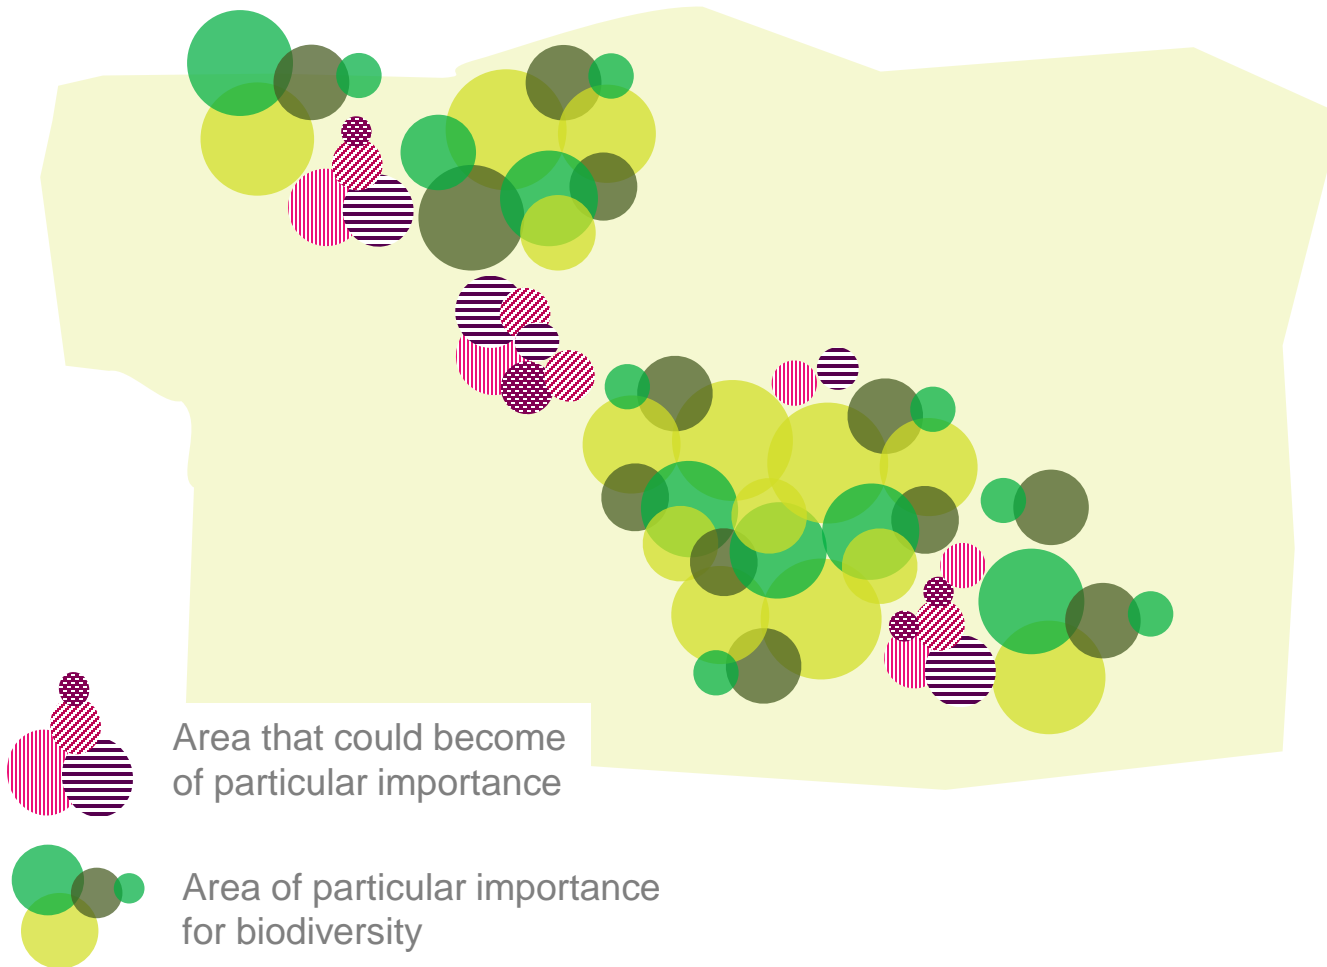 Area that could become
of particular importance
Area of particular importance
for biodiversity